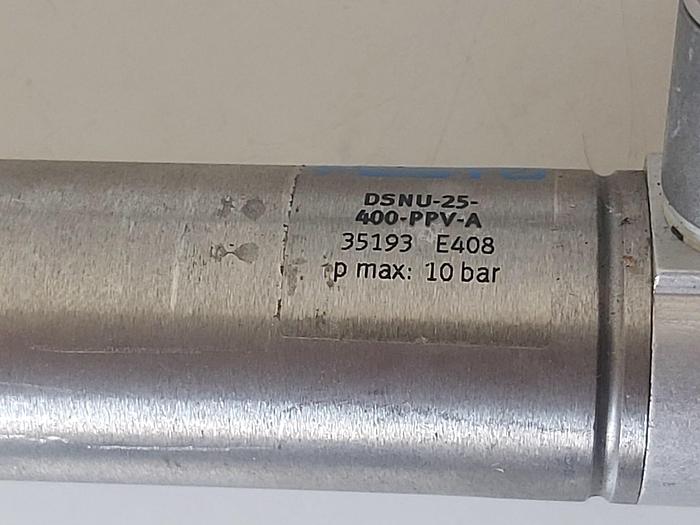 DSNU-25-
400-PPV-A
35193 E408
p max: 10 bar